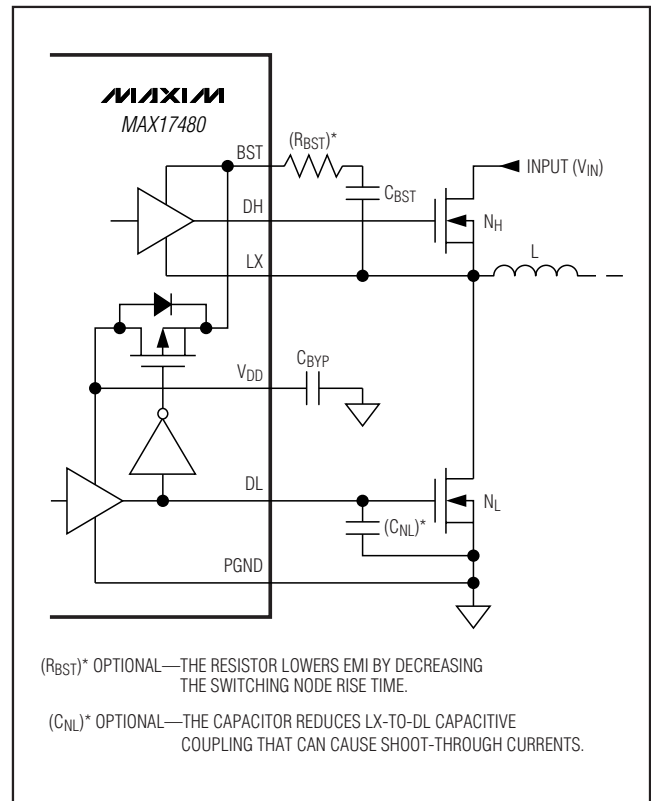 MAXIM
MAX17480
BST
(RBST)*
CBST
INPUT (VIN)
DH
NH
LX
L
VDD
CBYP
DL
NL
(CNL)*
PGND
(RBST)* OPTIONAL—THE RESISTOR LOWERS EMI BY DECREASING
THE SWITCHING NODE RISE TIME.
(CNL)* OPTIONAL—THE CAPACITOR REDUCES LX-TO-DL CAPACITIVE
COUPLING THAT CAN CAUSE SHOOT-THROUGH CURRENTS.